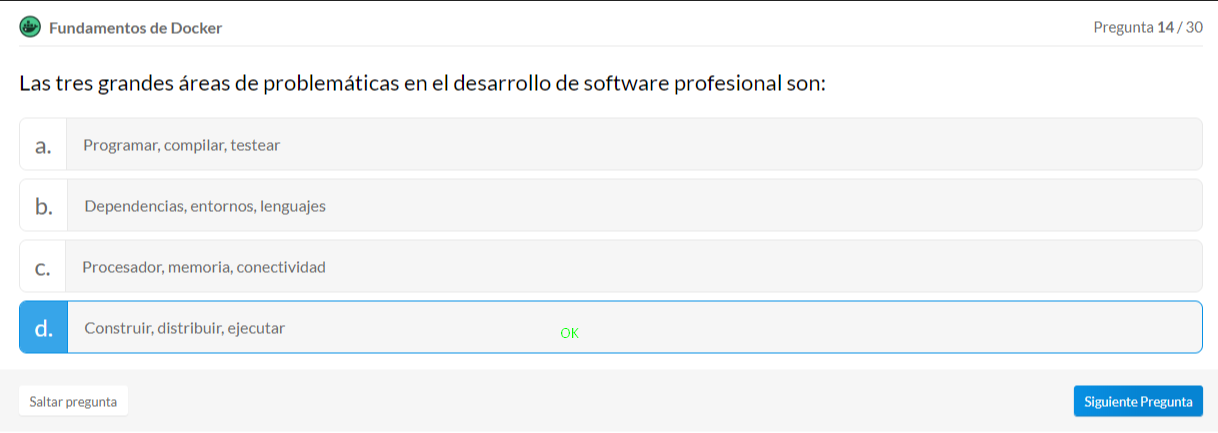 Fundamentos de Docker
Pregunta 14 / 30
Las tres grandes áreas de problemáticas en el desarrollo de software profesional son:
a. Programar, compilar, testear
b. Dependencias, entornos, lenguajes
c. Procesador, memoria, conectividad
d. Construir, distribuir, ejecutar OK
Saltar pregunta
Siguiente Pregunta